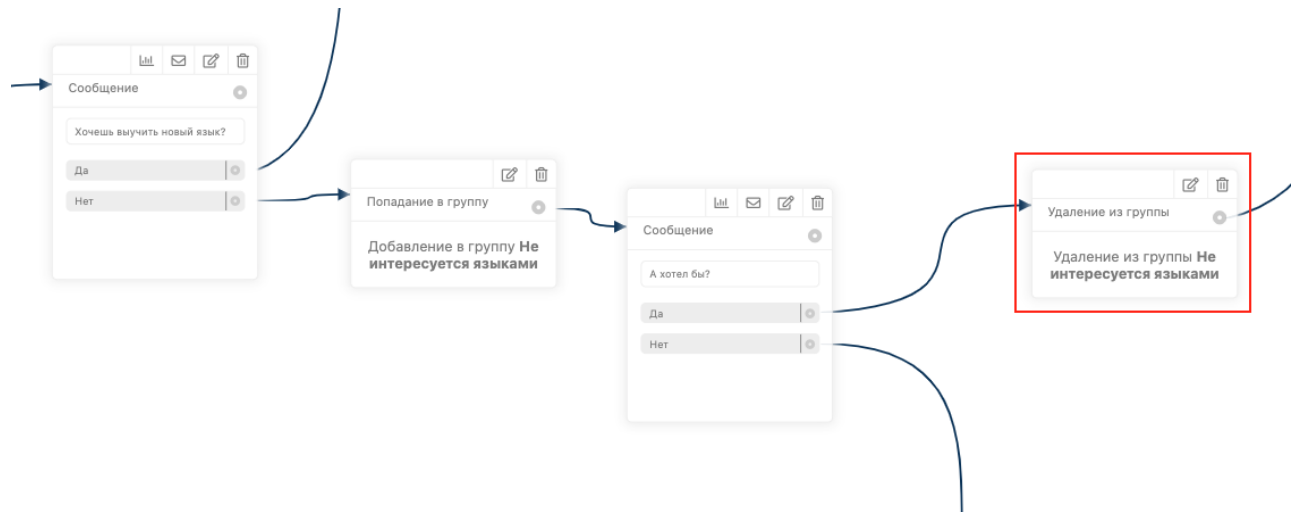 Сообщение
Хочешь выучить новый язык?
Да
Нет
Попадание в группу
Добавление в группу Не
интересуется языками
Сообщение
А хотел бы?
Да
Нет
Удаление из группы
Удаление из группы Не
интересуется языками